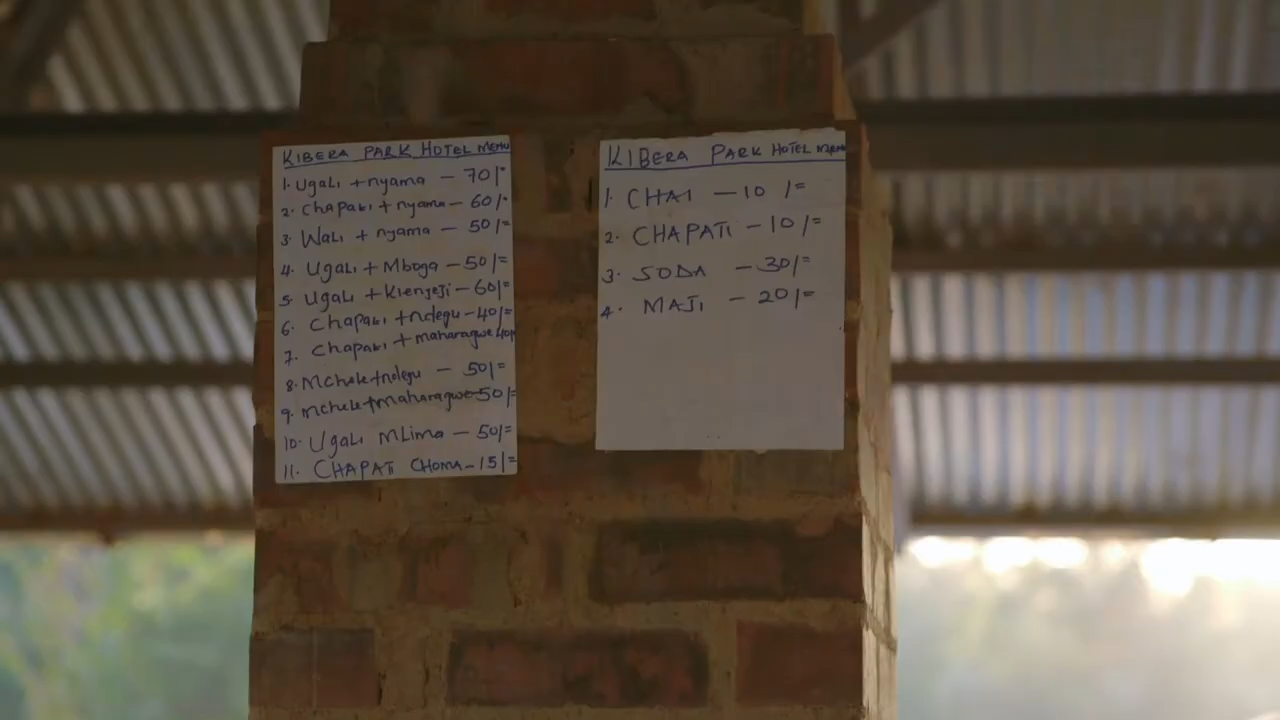 KIBERA PARK HOTEL MENU
1. Ugali + nyama - 70/=
2. Chapati + nyama - 60/=
3. Wali + nyama - 50/=
4. Ugali + Mboga - 50/=
5. Ugali + Kienyeji - 60/=
6. Chapati + ndegu - 40/=
7. Chapati + maharagwe 40/=
8. Mchele + ndegu - 50/=
9. Mchele + maharagwe - 50/=
10. Ugali MLima - 50/=
11. CHAPATI CHOMA - 15/=
KIBERA PARK HOTEL MENU
1. CHAI - 10 /=
2. CHAPATI - 10/=
3. SODA - 30/=
4. MAJI - 20/=